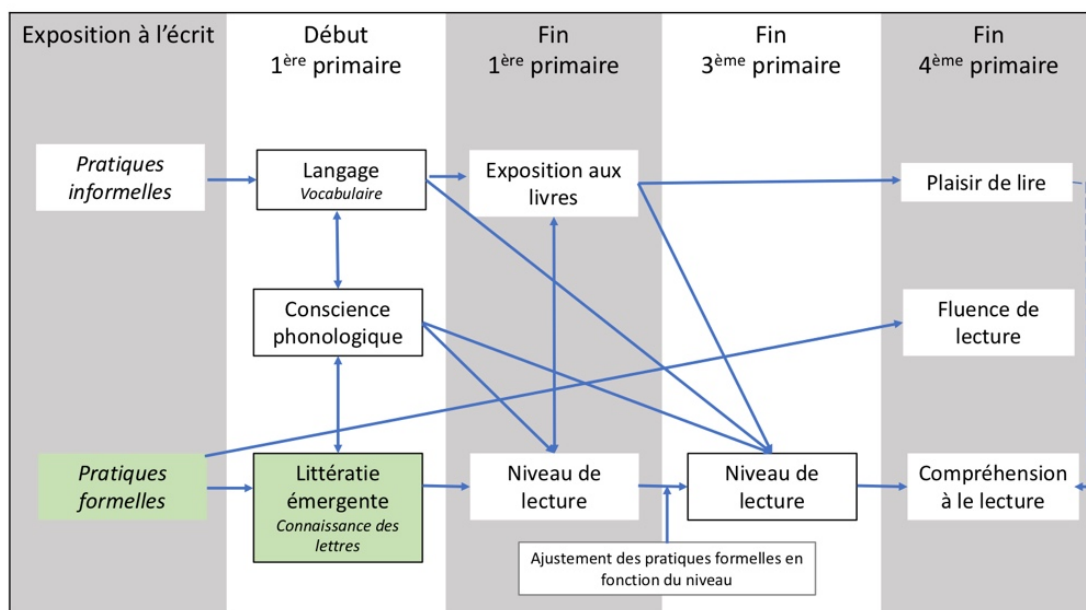 Exposition à l'écrit
Début
1ère primaire
Fin
1ère primaire
Fin
3ème primaire
Fin
4ème primaire
Pratiques
informelles
Langage
Vocabulaire
Exposition aux
livres
Plaisir de lire
Conscience
phonologique
Fluence de
lecture
Pratiques
formelles
Littératie
émergente
Connaissance des
lettres
Niveau de
lecture
Niveau de
lecture
Compréhension
à le lecture
Ajustement des pratiques formelles en
fonction du niveau